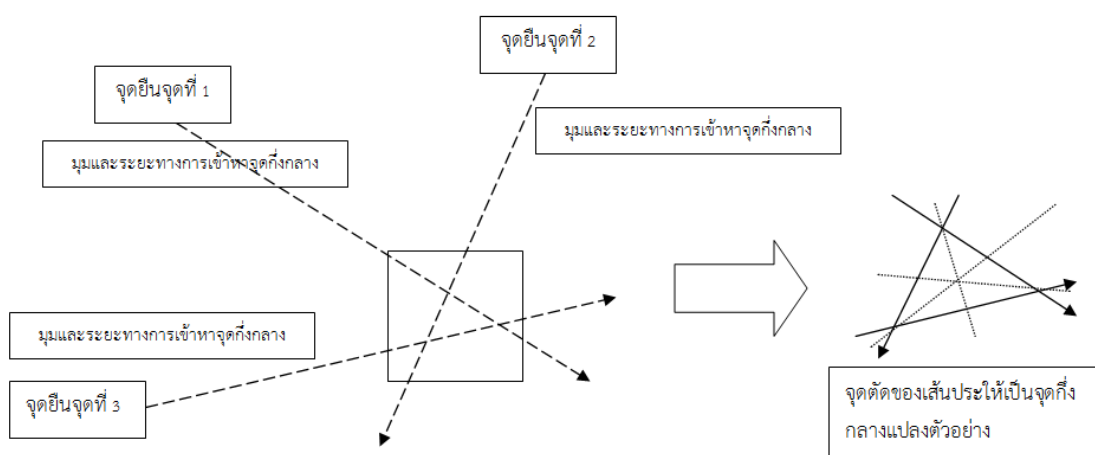 จุดยืนจุดที่ 2
จุดยืนจุดที่ 1
มุมและระยะทางการเข้าหาจุดกึ่งกลาง
มุมและระยะทางการเข้าหาจุดกึ่งกลาง
มุมและระยะทางการเข้าหาจุดกึ่งกลาง
จุดยืนจุดที่ 3
จุดตัดของเส้นประให้เป็นจุดกึ่ง
กลางแปลงตัวอย่าง